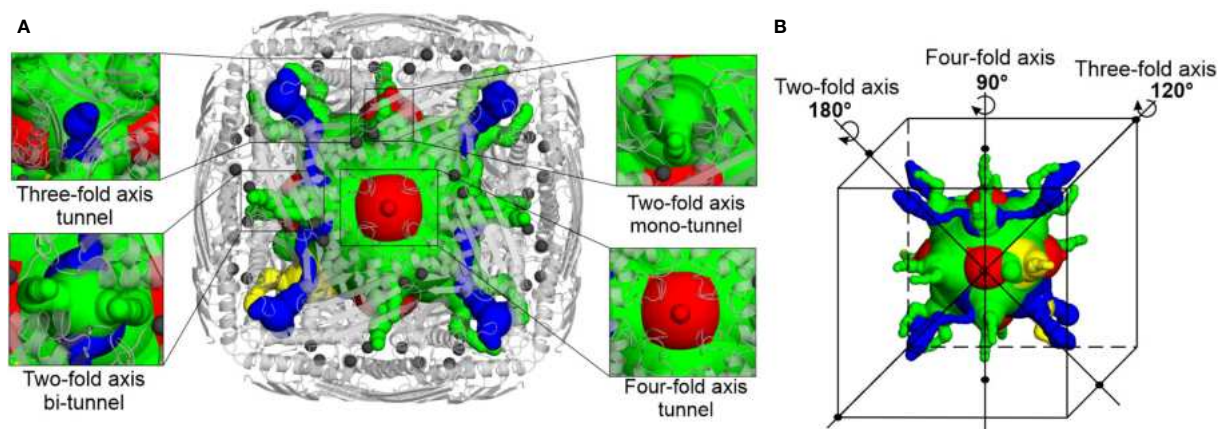 A
Three-fold axis
tunnel
Two-fold axis
bi-tunnel
Two-fold axis
mono-tunnel
Four-fold axis
tunnel
B
Two-fold axis
180°
Four-fold axis
90°
Three-fold axis
120°